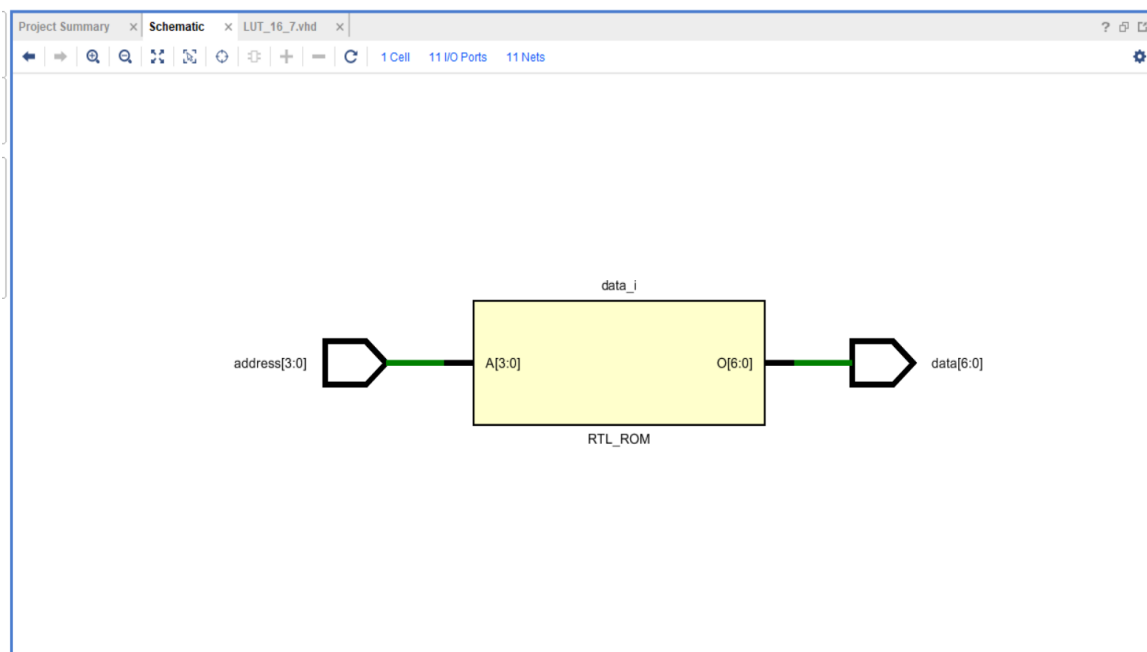 Project Summary × Schematic × LUT_16_7.vhd ×
1 Cell 11 I/O Ports 11 Nets
data_i
address[3:0] A[3:0] O[6:0] data[6:0]
RTL_ROM